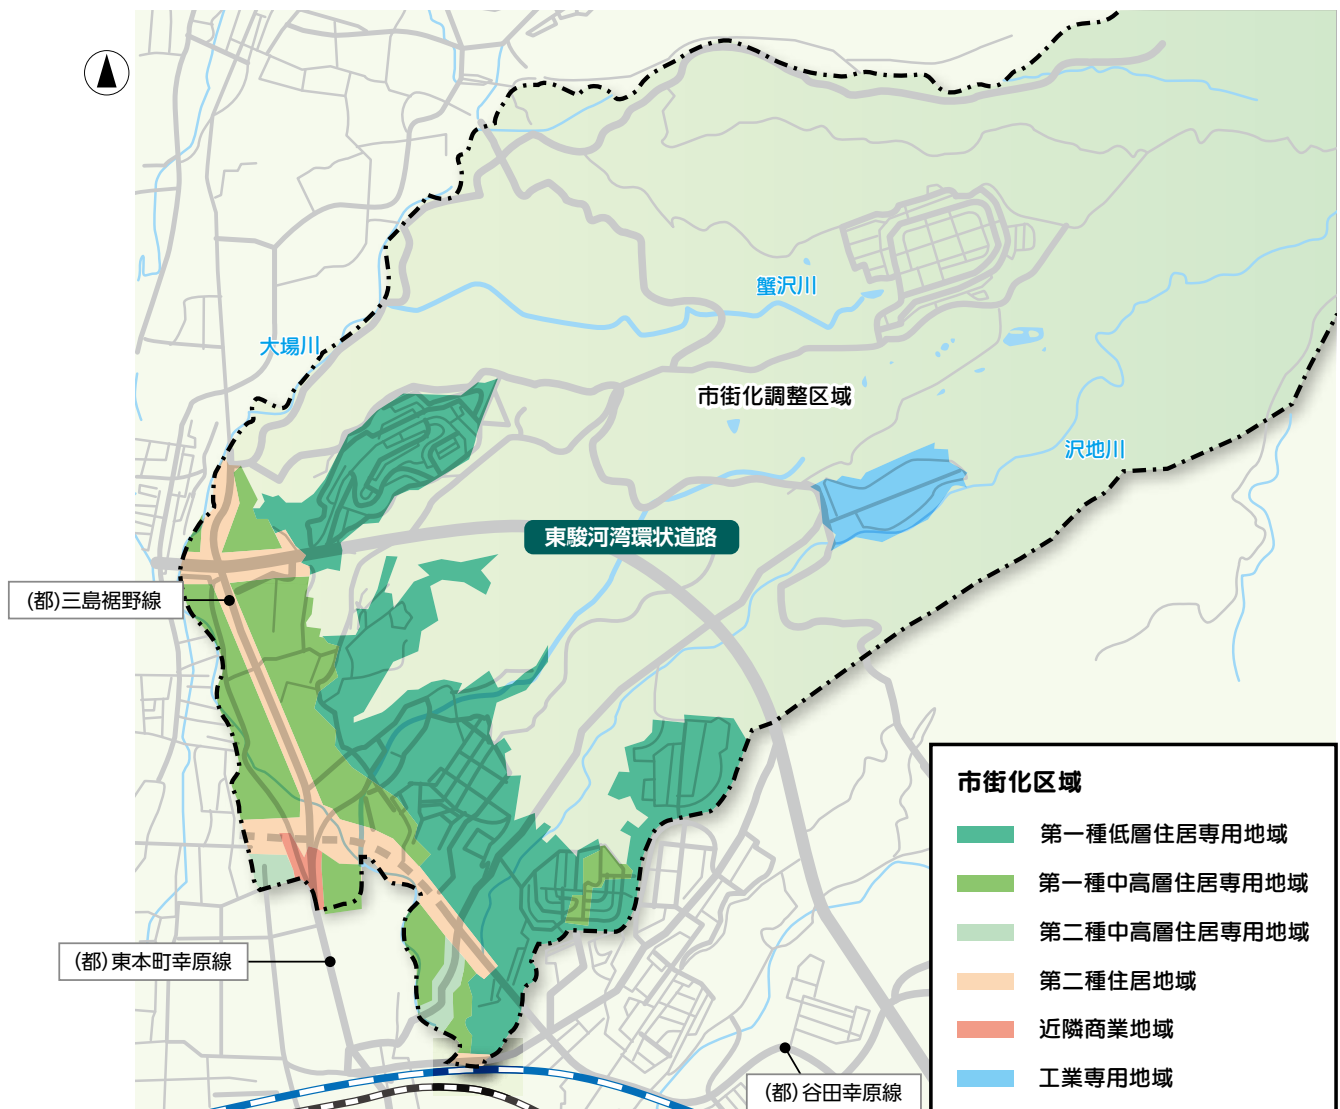 蟹沢川
大場川
市街化調整区域
沢地川
東駿河湾環状道路
(都)三島裾野線
(都)東本町幸原線
(都)谷田幸原線
市街化区域
第一種低層住居専用地域
第一種中高層住居専用地域
第二種中高層住居専用地域
第二種住居地域
近隣商業地域
工業専用地域